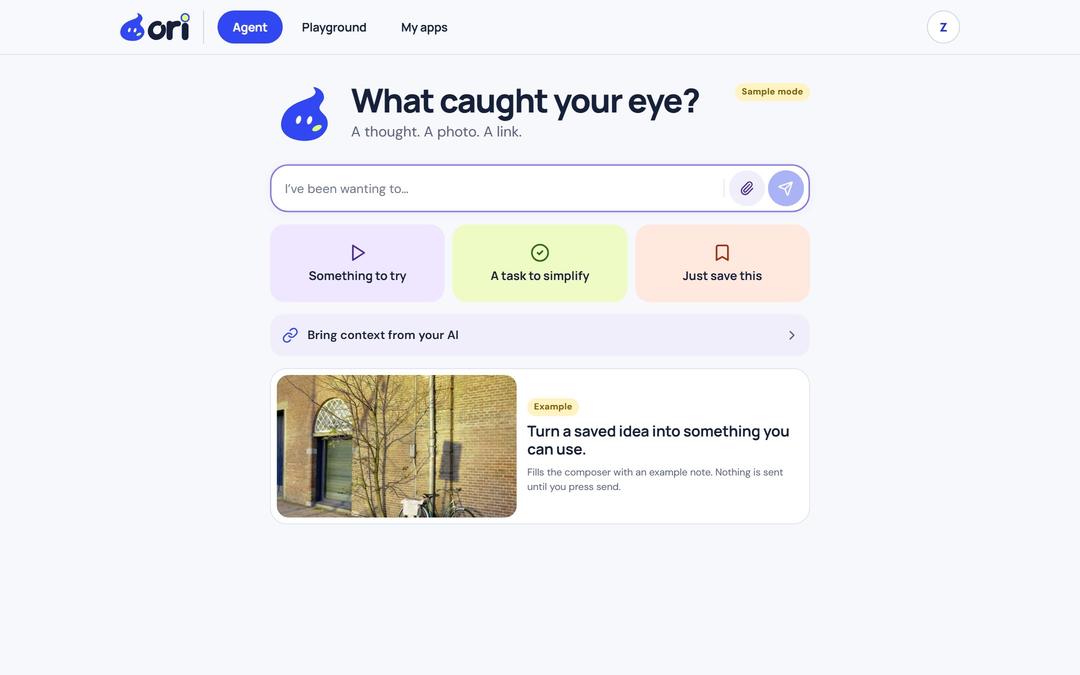 ori
Agent
Playground
My apps
Z
What caught your eye?
Sample mode
A thought. A photo. A link.
I've been wanting to...
Something to try
A task to simplify
Just save this
Bring context from your AI
Example
Turn a saved idea into something you
can use.
Fills the composer with an example note. Nothing is sent
until you press send.